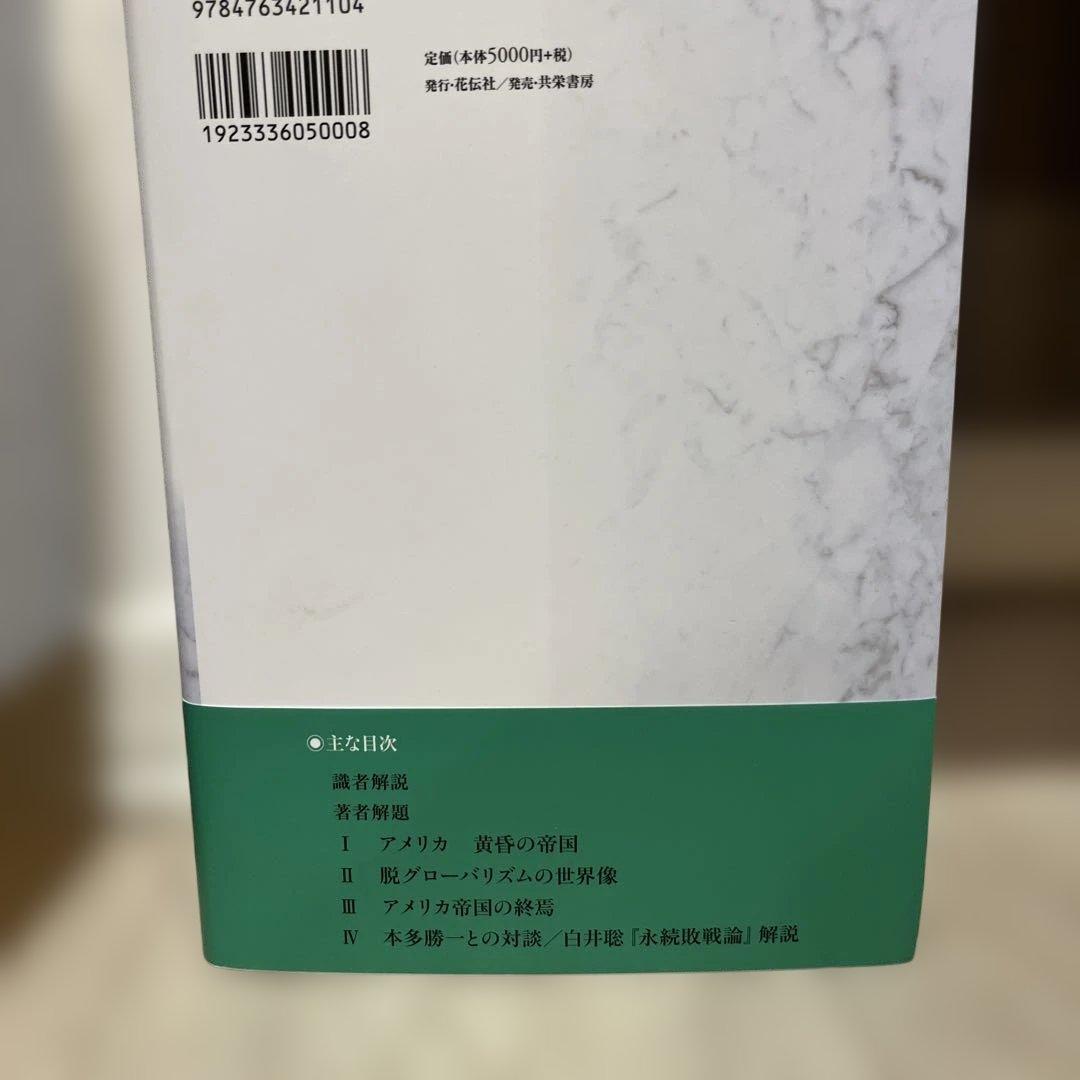 9784763421104
定価(本体5000円+税)
発行・花伝社/発売・共栄書房
1923336050008
◉主な目次
識者解説
著者解題
Ⅰ アメリカ 黄昏の帝国
Ⅱ 脱グローバリズムの世界像
Ⅲ アメリカ帝国の終焉
Ⅳ 本多勝一との対談/白井聡『永続敗戦論』解説